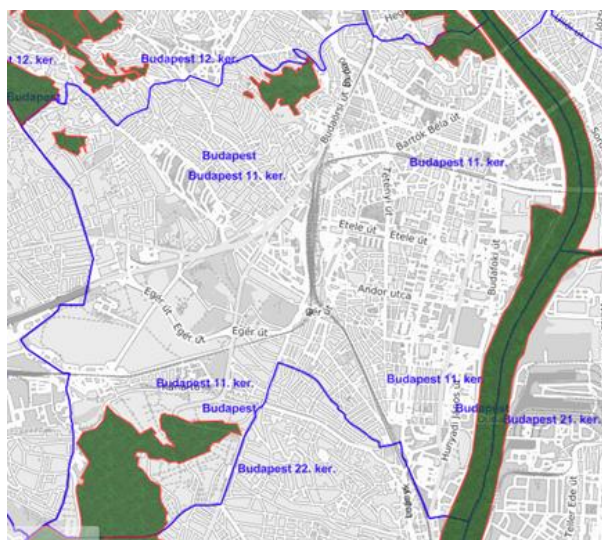 Budapest 12. ker.
t 12. ker.
Budapest
Budaörsi út
Bartók Béla út
Budapest
Budapest 11. ker.
Budapest 11. ker.
Tétényi út
Etele út
Etele út
Budafoki út
Andor utca
Egér út
Egér út
Egér út
Budapest 11. ker.
Budapest 11. ker.
Budapest
Budapest
Hunyadi János út
Budapest 21. ker.
Budapest 22. ker.
Teller Ede út